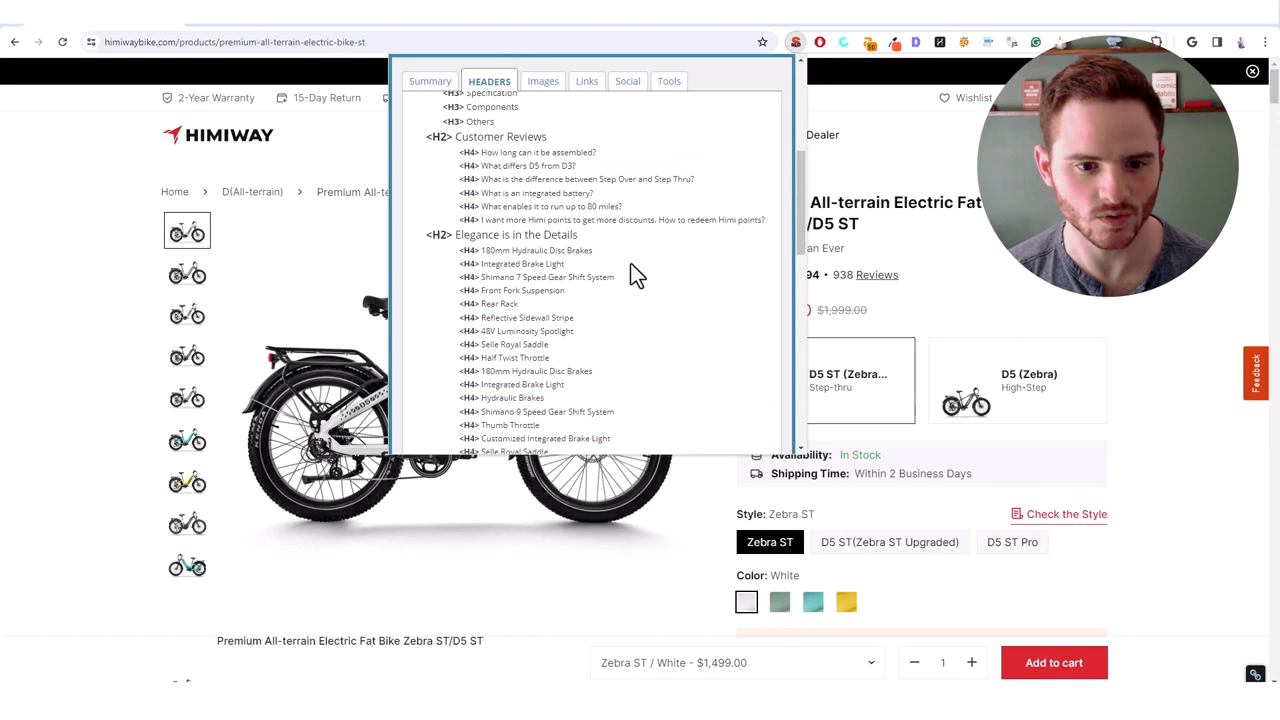 himiwaybike.com/products/premium-all-terrain-electric-bike-st
2-Year Warranty
15-Day Return
Wishlist
HIMIWAY
Dealer
Home > D(All-terrain) > Premium All-te
Summary
HEADERS
Images
Links
Social
Tools
<H3> Specification
<H3> Components
<H3> Others
<H2> Customer Reviews
<H4> How long can it be assembled?
<H4> What differs D5 from D3?
<H4> What is the difference between Step Over and Step Thru?
<H4> What is an integrated battery?
<H4> What enables it to run up to 80 miles?
<H4> I want more Himi points to get more discounts. How to redeem Himi points?
<H2> Elegance is in the Details
<H4> 180mm Hydraulic Disc Brakes
<H4> Integrated Brake Light
<H4> Shimano 7 Speed Gear Shift System
<H4> Front Fork Suspension
<H4> Rear Rack
<H4> Reflective Sidewall Stripe
<H4> 48V Luminosity Spotlight
<H4> Selle Royal Saddle
<H4> Half Twist Throttle
<H4> 180mm Hydraulic Disc Brakes
<H4> Integrated Brake Light
<H4> Hydraulic Brakes
<H4> Shimano 9 Speed Gear Shift System
<H4> Thumb Throttle
<H4> Customized Integrated Brake Light
<H4> Selle Royal Saddle
All-terrain Electric Fat
/D5 ST
an Ever
94 • 938 Reviews
$1,999.00
D5 ST (Zebra...
Step-thru
D5 (Zebra)
High-Step
Feedback
Availability: In Stock
Shipping Time: Within 2 Business Days
Style: Zebra ST
Check the Style
Zebra ST
D5 ST(Zebra ST Upgraded)
D5 ST Pro
Color: White
Premium All-terrain Electric Fat Bike Zebra ST/D5 ST
Zebra ST / White - $1,499.00
1
Add to cart